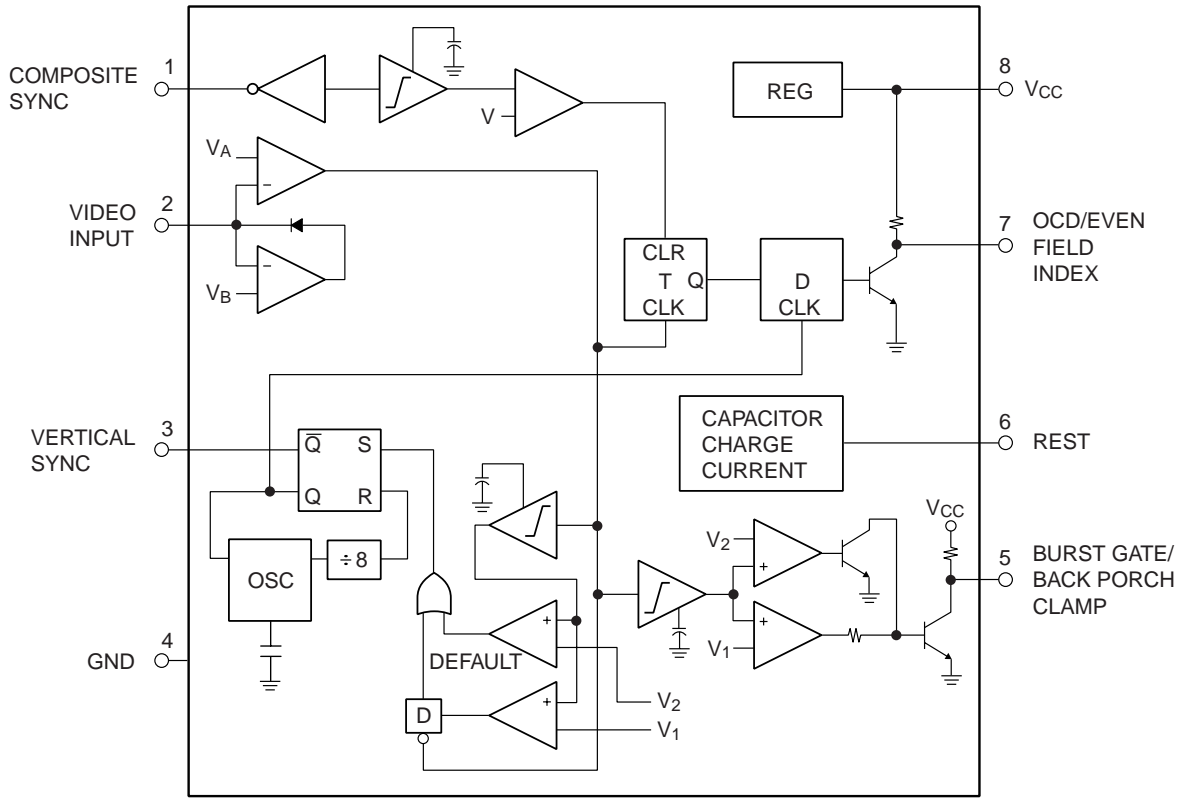 1
COMPOSITE
SYNC
V
REG
8
VCC
VA
2
VIDEO
INPUT
VB
CLR
T Q
CLK
D
CLK
7
OCD/EVEN
FIELD
INDEX
3
VERTICAL
SYNC
Q̅ S
Q R
OSC
÷8
CAPACITOR
CHARGE
CURRENT
6
REST
VCC
V2
V1
5
BURST GATE/
BACK PORCH
CLAMP
4
GND
DEFAULT
D
V2
V1